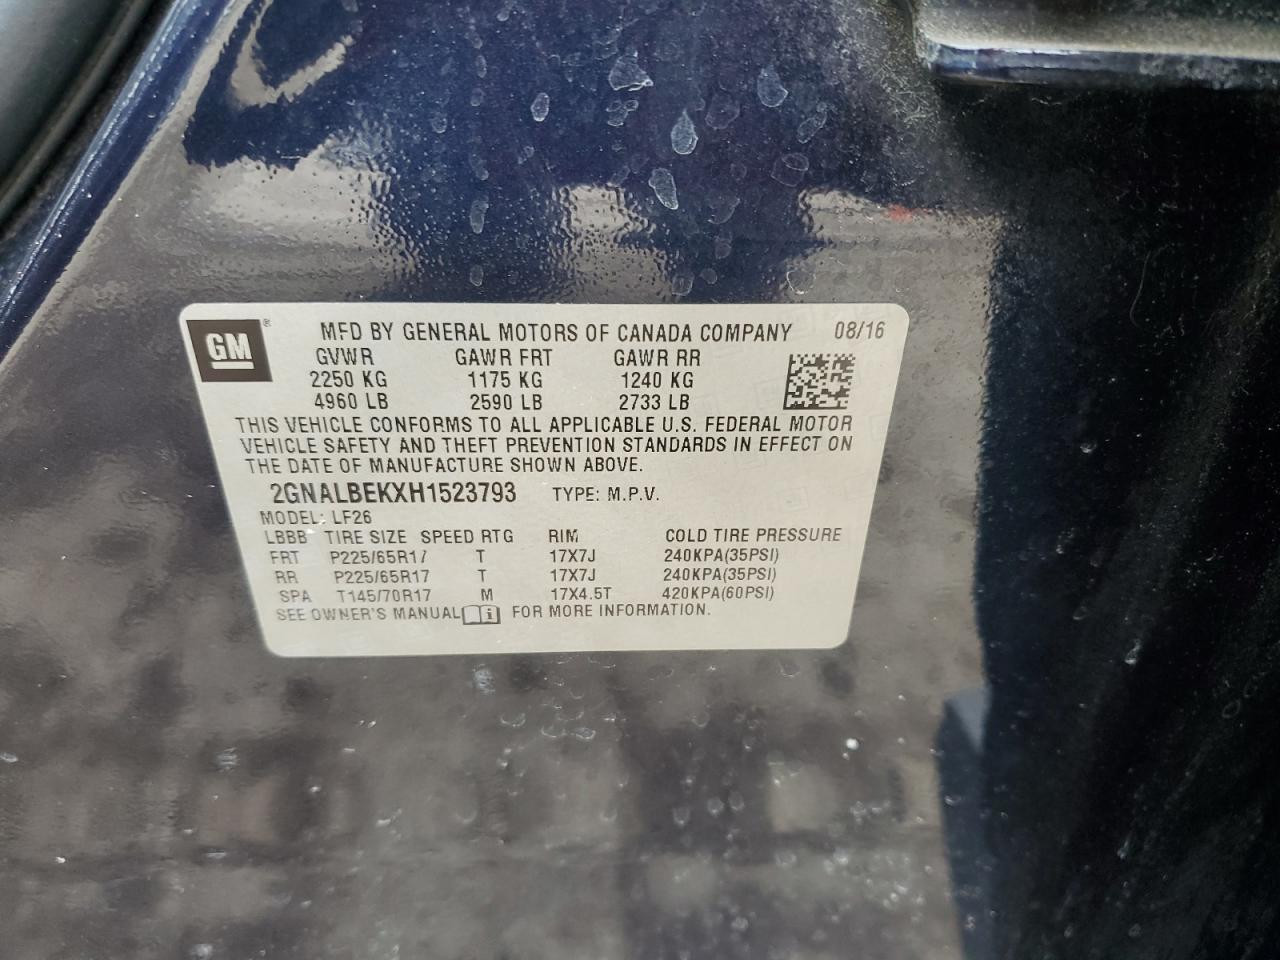 GM ® MFD BY GENERAL MOTORS OF CANADA COMPANY 08/16
GVWR GAWR FRT GAWR RR
2250 KG 1175 KG 1240 KG
4960 LB 2590 LB 2733 LB
THIS VEHICLE CONFORMS TO ALL APPLICABLE U.S. FEDERAL MOTOR
VEHICLE SAFETY AND THEFT PREVENTION STANDARDS IN EFFECT ON
THE DATE OF MANUFACTURE SHOWN ABOVE.
2GNALBEKXH1523793 TYPE: M.P.V.
MODEL: LF26
LBBB TIRE SIZE SPEED RTG RIM COLD TIRE PRESSURE
FRT P225/65R17 T 17X7J 240KPA(35PSI)
RR P225/65R17 T 17X7J 240KPA(35PSI)
SPA T145/70R17 M 17X4.5T 420KPA(60PSI)
SEE OWNER'S MANUAL i FOR MORE INFORMATION.